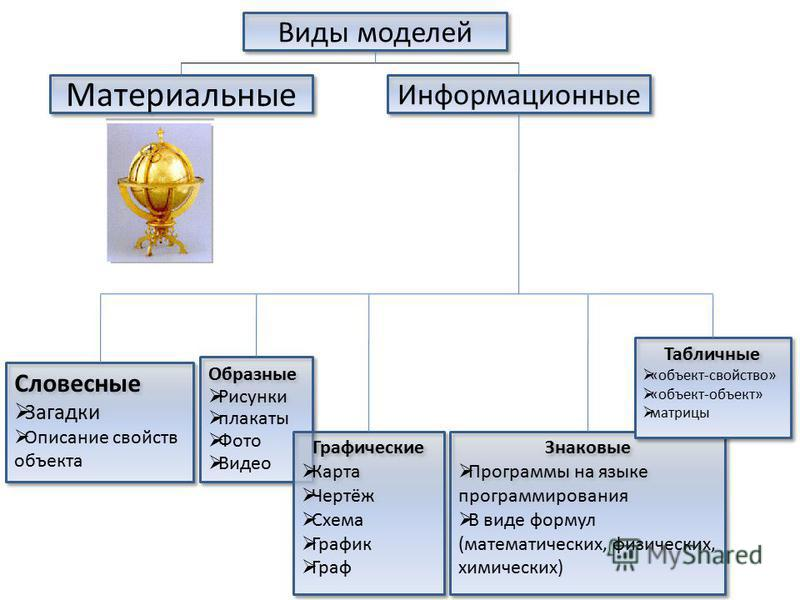 Виды моделей
Материальные
Информационные
Словесные
Загадки
Описание свойств
объекта
Образные
Рисунки
плакаты
Фото
Видео
Графические
Карта
Чертёж
Схема
График
Граф
Знаковые
Программы на языке
программирования
В виде формул
(математических, физических,
химических)
Табличные
«объект-свойство»
«объект-объект»
матрицы
MyShared